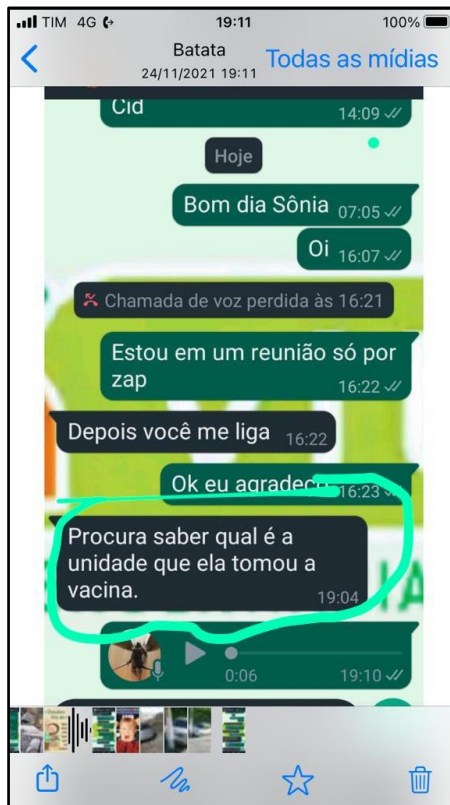 TIM 4G 19:11 100%
Batata
24/11/2021 19:11
Todas as mídias
Cid 14:09
Hoje
Bom dia Sônia 07:05
Oi 16:07
Chamada de voz perdida às 16:21
Estou em um reunião só por
zap 16:22
Depois você me liga 16:22
Ok eu agradeço 16:23
Procura saber qual é a
unidade que ela tomou a
vacina. 19:04
0:06 19:10